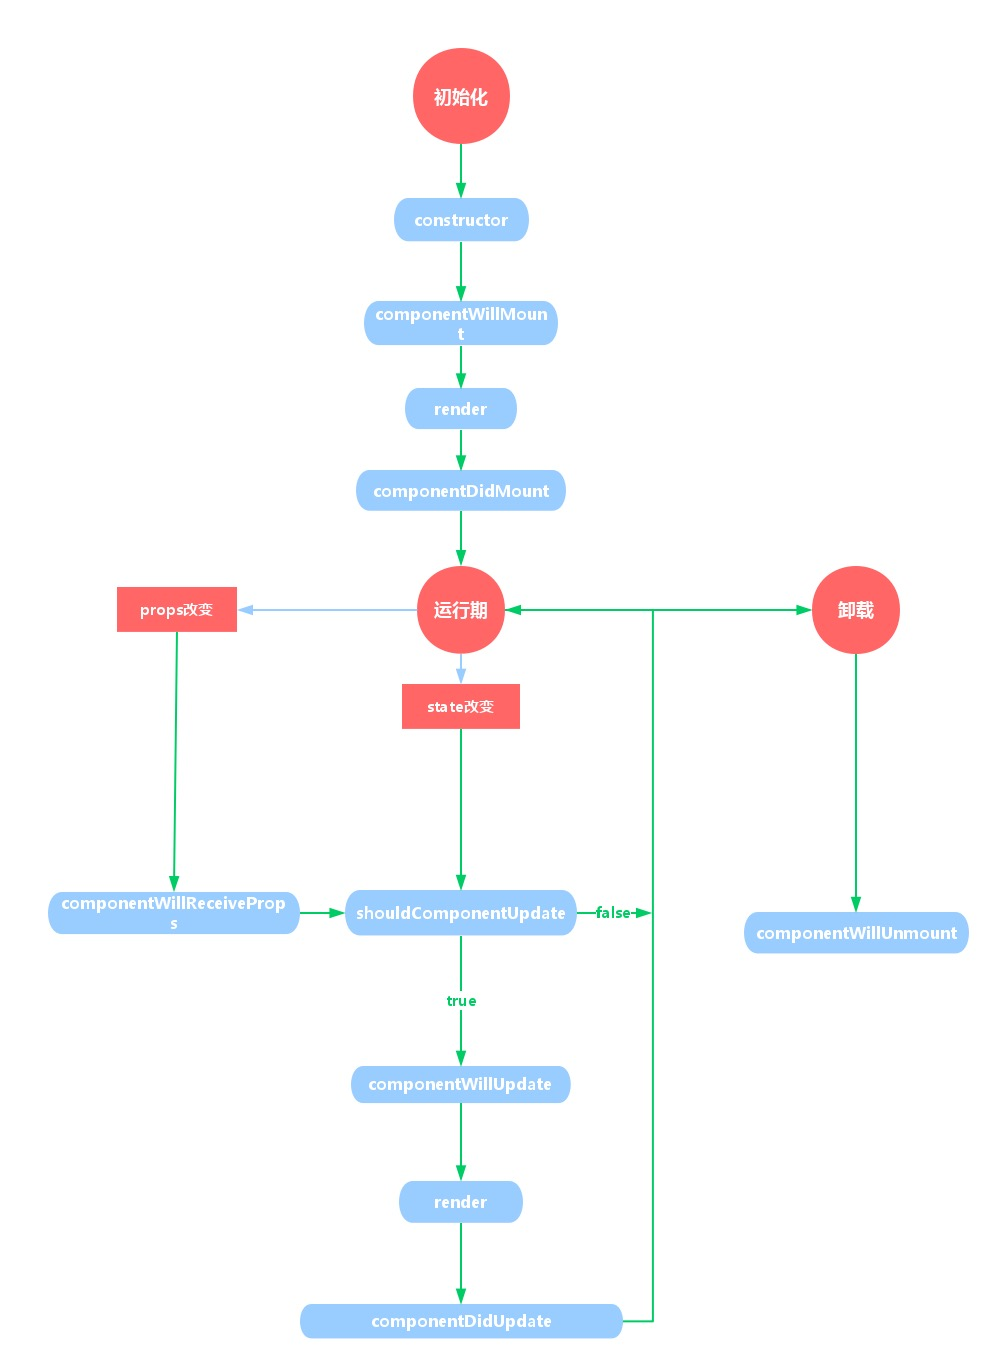 初始化
constructor
componentWillMoun
t
render
componentDidMount
props改变
运行期
卸载
state改变
componentWillReceiveProp
s
shouldComponentUpdate
false
componentWillUnmount
true
componentWillUpdate
render
componentDidUpdate